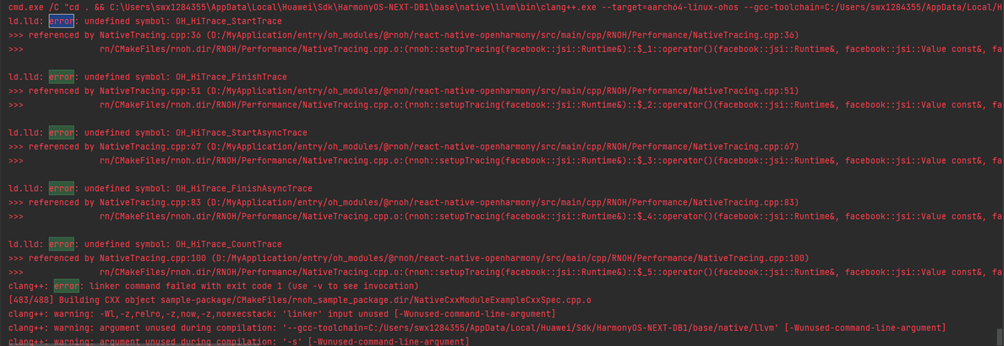 cmd.exe /C "cd . && C:\Users\swx1284355\AppData\Local\Huawei\Sdk\HarmonyOS-NEXT-DB1\base\native\llvm\bin\clang++.exe --target=aarch64-linux-ohos --gcc-toolchain=C:/Users/swx1284355/AppData/Local/H
ld.lld: error: undefined symbol: OH_HiTrace_StartTrace
>>> referenced by NativeTracing.cpp:36 (D:/MyApplication/entry/oh_modules/@rnoh/react-native-openharmony/src/main/cpp/RNOH/Performance/NativeTracing.cpp:36)
>>> rn/CMakeFiles/rnoh.dir/RNOH/Performance/NativeTracing.cpp.o:(rnoh::setupTracing(facebook::jsi::Runtime&)::$_1::operator()(facebook::jsi::Runtime&, facebook::jsi::Value const&, fa
ld.lld: error: undefined symbol: OH_HiTrace_FinishTrace
>>> referenced by NativeTracing.cpp:51 (D:/MyApplication/entry/oh_modules/@rnoh/react-native-openharmony/src/main/cpp/RNOH/Performance/NativeTracing.cpp:51)
>>> rn/CMakeFiles/rnoh.dir/RNOH/Performance/NativeTracing.cpp.o:(rnoh::setupTracing(facebook::jsi::Runtime&)::$_2::operator()(facebook::jsi::Runtime&, facebook::jsi::Value const&, fa
ld.lld: error: undefined symbol: OH_HiTrace_StartAsyncTrace
>>> referenced by NativeTracing.cpp:67 (D:/MyApplication/entry/oh_modules/@rnoh/react-native-openharmony/src/main/cpp/RNOH/Performance/NativeTracing.cpp:67)
>>> rn/CMakeFiles/rnoh.dir/RNOH/Performance/NativeTracing.cpp.o:(rnoh::setupTracing(facebook::jsi::Runtime&)::$_3::operator()(facebook::jsi::Runtime&, facebook::jsi::Value const&, fa
ld.lld: error: undefined symbol: OH_HiTrace_FinishAsyncTrace
>>> referenced by NativeTracing.cpp:83 (D:/MyApplication/entry/oh_modules/@rnoh/react-native-openharmony/src/main/cpp/RNOH/Performance/NativeTracing.cpp:83)
>>> rn/CMakeFiles/rnoh.dir/RNOH/Performance/NativeTracing.cpp.o:(rnoh::setupTracing(facebook::jsi::Runtime&)::$_4::operator()(facebook::jsi::Runtime&, facebook::jsi::Value const&, fa
ld.lld: error: undefined symbol: OH_HiTrace_CountTrace
>>> referenced by NativeTracing.cpp:100 (D:/MyApplication/entry/oh_modules/@rnoh/react-native-openharmony/src/main/cpp/RNOH/Performance/NativeTracing.cpp:100)
>>> rn/CMakeFiles/rnoh.dir/RNOH/Performance/NativeTracing.cpp.o:(rnoh::setupTracing(facebook::jsi::Runtime&)::$_5::operator()(facebook::jsi::Runtime&, facebook::jsi::Value const&, fa
clang++: error: linker command failed with exit code 1 (use -v to see invocation)
[483/488] Building CXX object sample-package/CMakeFiles/rnoh_sample_package.dir/NativeCxxModuleExampleCxxSpec.cpp.o
clang++: warning: -Wl,-z,relro,-z,now,-z,noexecstack: 'linker' input unused [-Wunused-command-line-argument]
clang++: warning: argument unused during compilation: '--gcc-toolchain=C:/Users/swx1284355/AppData/Local/Huawei/Sdk/HarmonyOS-NEXT-DB1/base/native/llvm' [-Wunused-command-line-argument]
clang++: warning: argument unused during compilation: '-s' [-Wunused-command-line-argument]